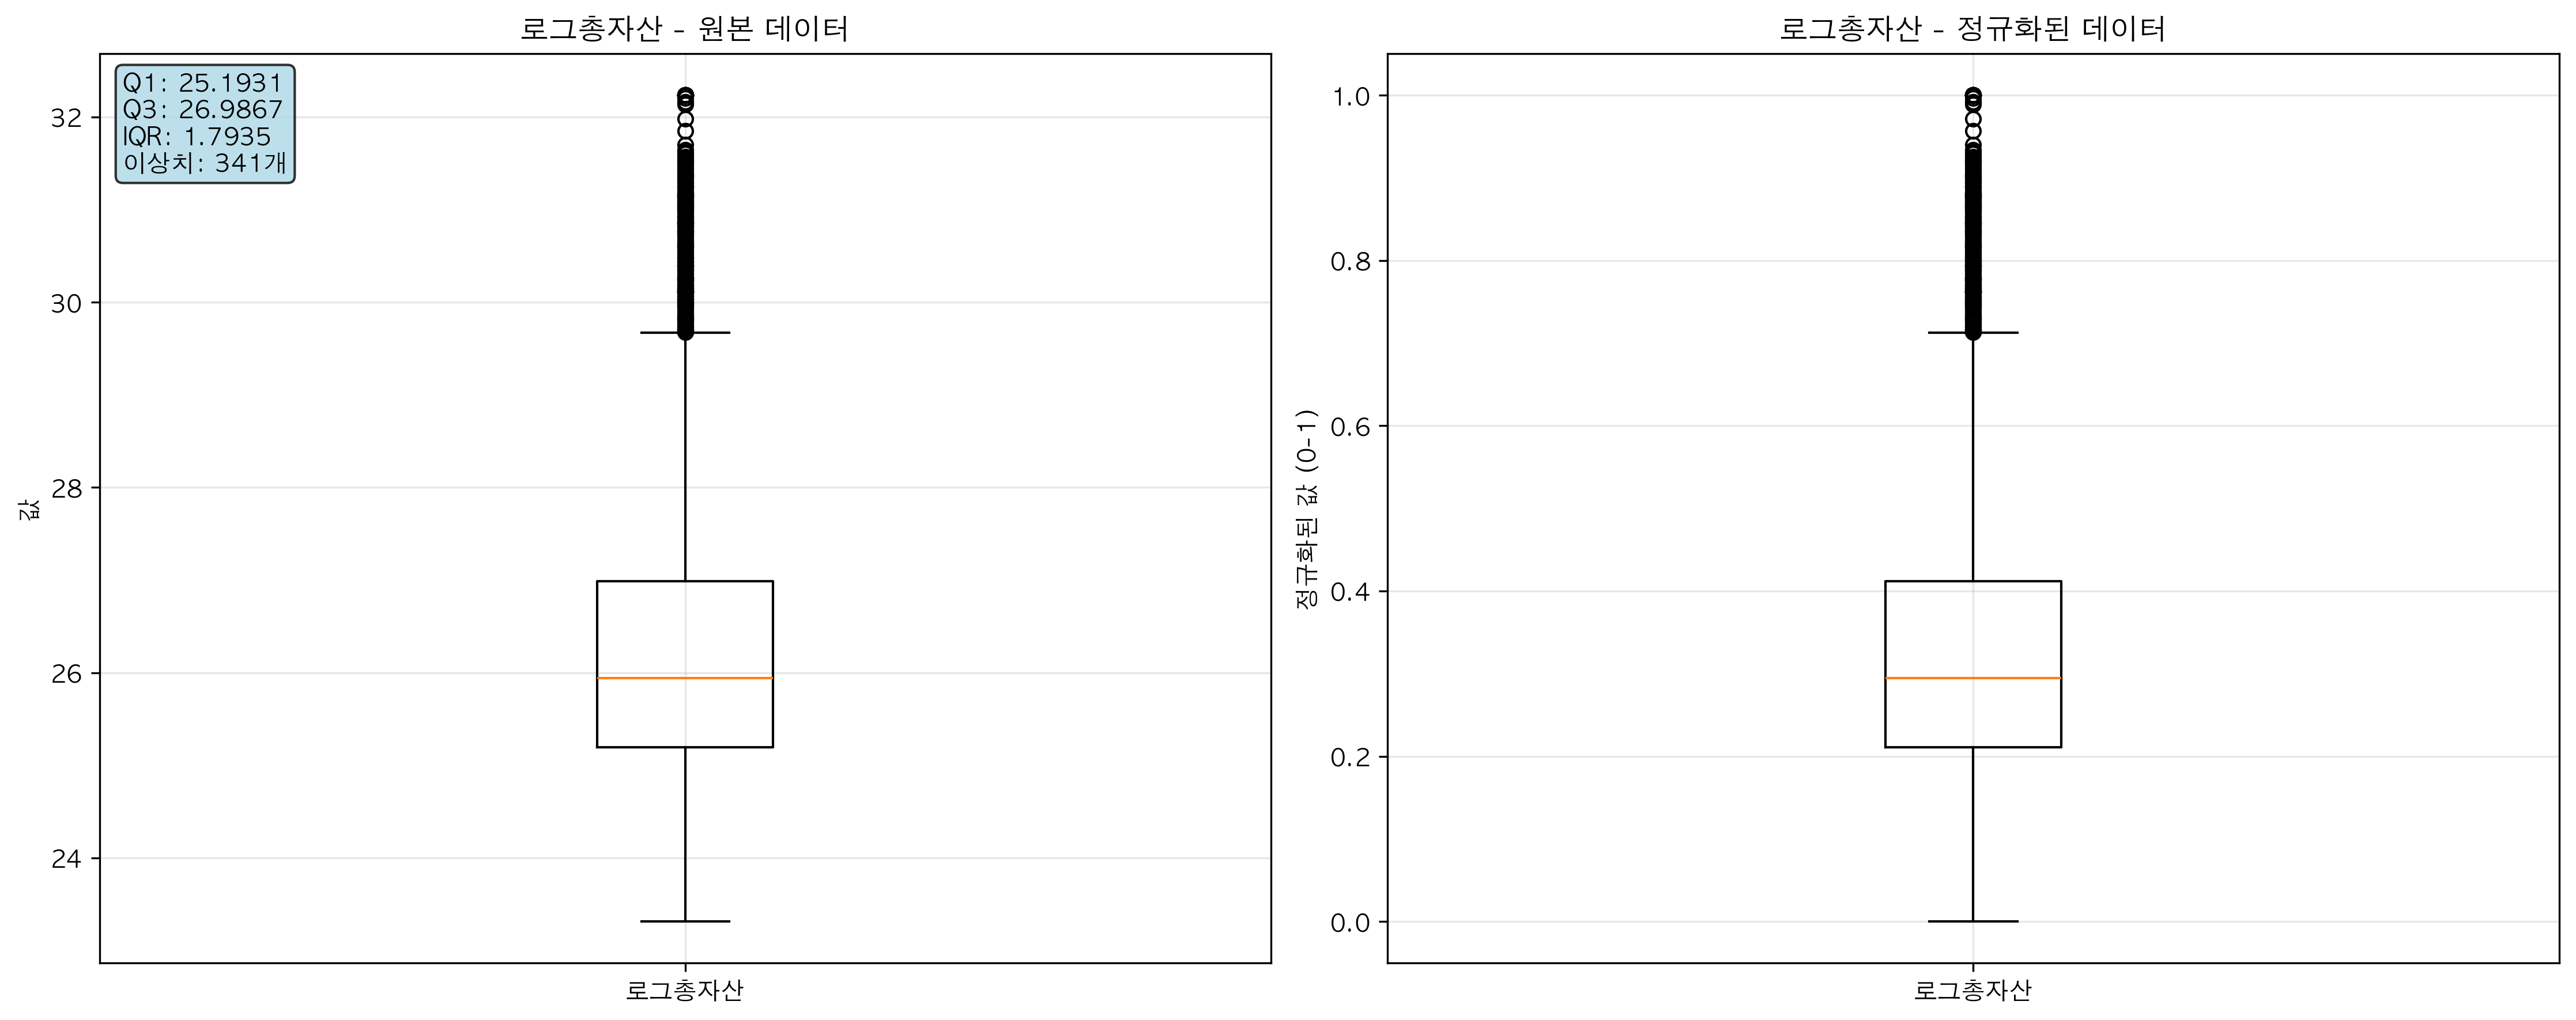 로그총자산 - 원본 데이터
Q1: 25.1931
Q3: 26.9867
IQR: 1.7935
이상치: 341개
값
32
30
28
26
24
로그총자산
로그총자산 - 정규화된 데이터
정규화된 값 (0-1)
1.0
0.8
0.6
0.4
0.2
0.0
로그총자산